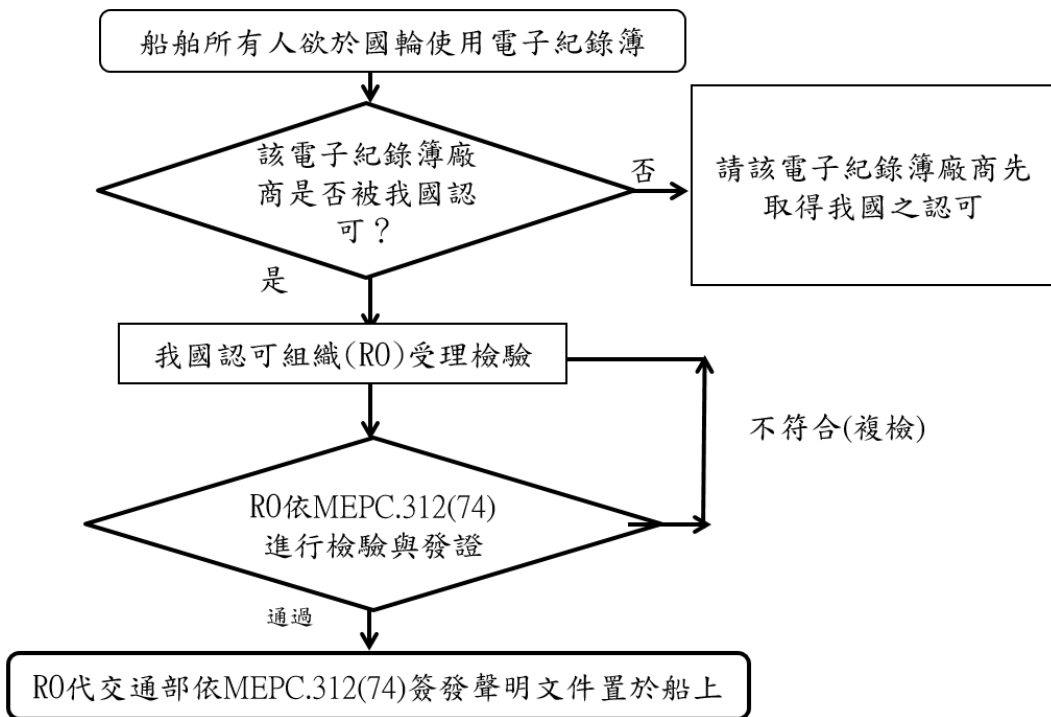 船舶所有人欲於國輪使用電子紀錄簿
該電子紀錄簿廠
商是否被我國認
可？
否
請該電子紀錄簿廠商先
取得我國之認可
是
我國認可組織(RO)受理檢驗
不符合(複檢)
RO依MEPC.312(74)
進行檢驗與發證
通過
RO代交通部依MEPC.312(74)簽發聲明文件置於船上